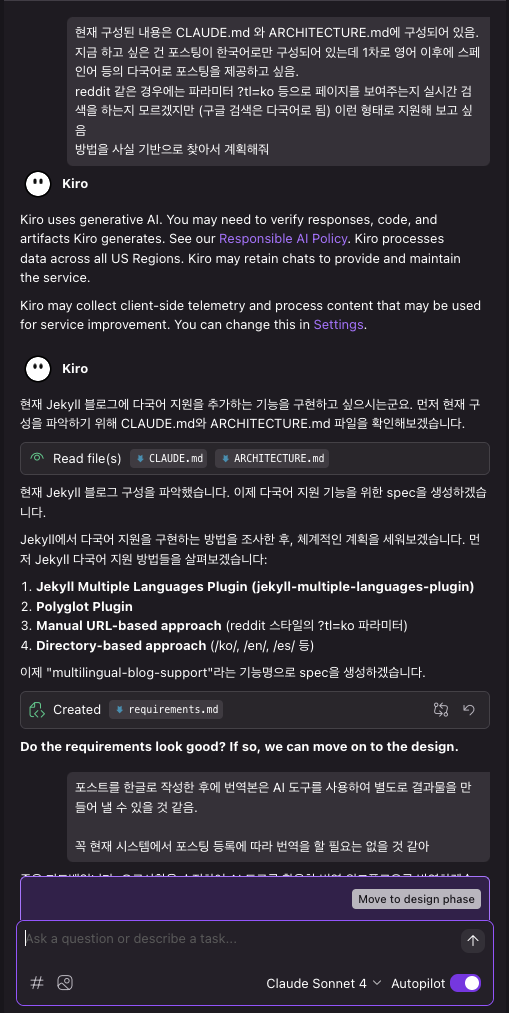 현재 구성된 내용은 CLAUDE.md 와 ARCHITECTURE.md에 구성되어 있음.
지금 하고 싶은 건 포스팅이 한국어로만 구성되어 있는데 1차로 영어 이후에 스페
인어 등의 다국어로 포스팅을 제공하고 싶음.
reddit 같은 경우에는 파라미터 ?tl=ko 등으로 페이지를 보여주는지 실시간 검
색을 하는지 모르겠지만 (구글 검색은 다국어로 됨) 이런 형태로 지원해 보고 싶
음
방법을 사실 기반으로 찾아서 계획해줘
Kiro
Kiro uses generative AI. You may need to verify responses, code, and
artifacts Kiro generates. See our Responsible AI Policy. Kiro processes
data across all US Regions. Kiro may retain chats to provide and maintain
the service.
Kiro may collect client-side telemetry and process content that may be used
for service improvement. You can change this in Settings.
Kiro
현재 Jekyll 블로그에 다국어 지원을 추가하는 기능을 구현하고 싶으시는군요. 먼저 현재 구
성을 파악하기 위해 CLAUDE.md와 ARCHITECTURE.md 파일을 확인해보겠습니다.
Read file(s) CLAUDE.md ARCHITECTURE.md
현재 Jekyll 블로그 구성을 파악했습니다. 이제 다국어 지원 기능을 위한 spec을 생성하겠습
니다.
Jekyll에서 다국어 지원을 구현하는 방법을 조사한 후, 체계적인 계획을 세워보겠습니다. 먼
저 Jekyll 다국어 지원 방법들을 살펴보겠습니다:
1. Jekyll Multiple Languages Plugin (jekyll-multiple-languages-plugin)
2. Polyglot Plugin
3. Manual URL-based approach (reddit 스타일의 ?tl=ko 파라미터)
4. Directory-based approach (/ko/, /en/, /es/ 등)
이제 "multilingual-blog-support"라는 기능명으로 spec을 생성하겠습니다.
Created requirements.md
Do the requirements look good? If so, we can move on to the design.
포스트를 한글로 작성한 후에 번역본은 AI 도구를 사용하여 별도로 결과물을 만
들어 낼 수 있을 것 같음.
꼭 현재 시스템에서 포스팅 등록에 따라 번역을 할 필요는 없을 것 같아
Move to design phase
Ask a question or describe a task...
# Claude Sonnet 4 Autopilot